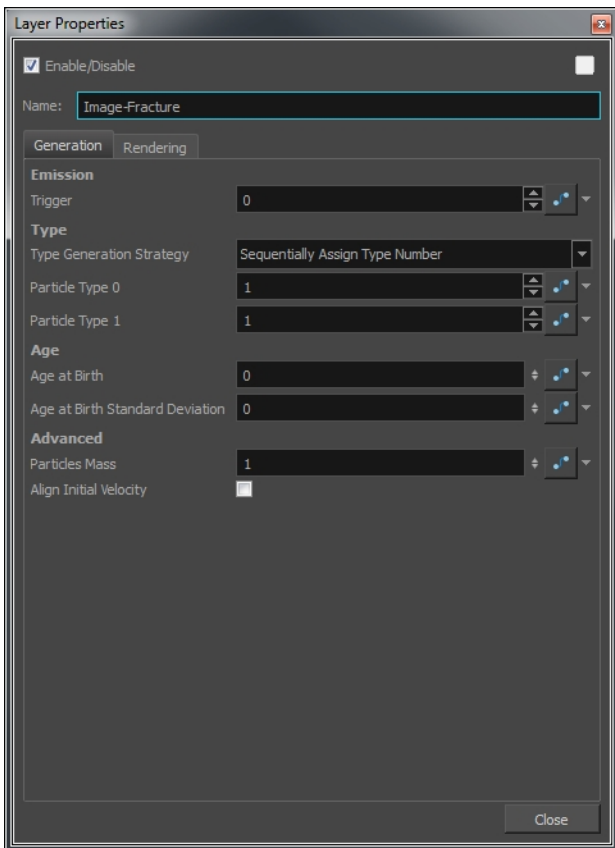 Layer Properties
Enable/Disable
Name: Image-Fracture
Generation Rendering
Emission
Trigger 0
Type
Type Generation Strategy Sequentially Assign Type Number
Particle Type 0 1
Particle Type 1 1
Age
Age at Birth 0
Age at Birth Standard Deviation 0
Advanced
Particles Mass 1
Align Initial Velocity
Close